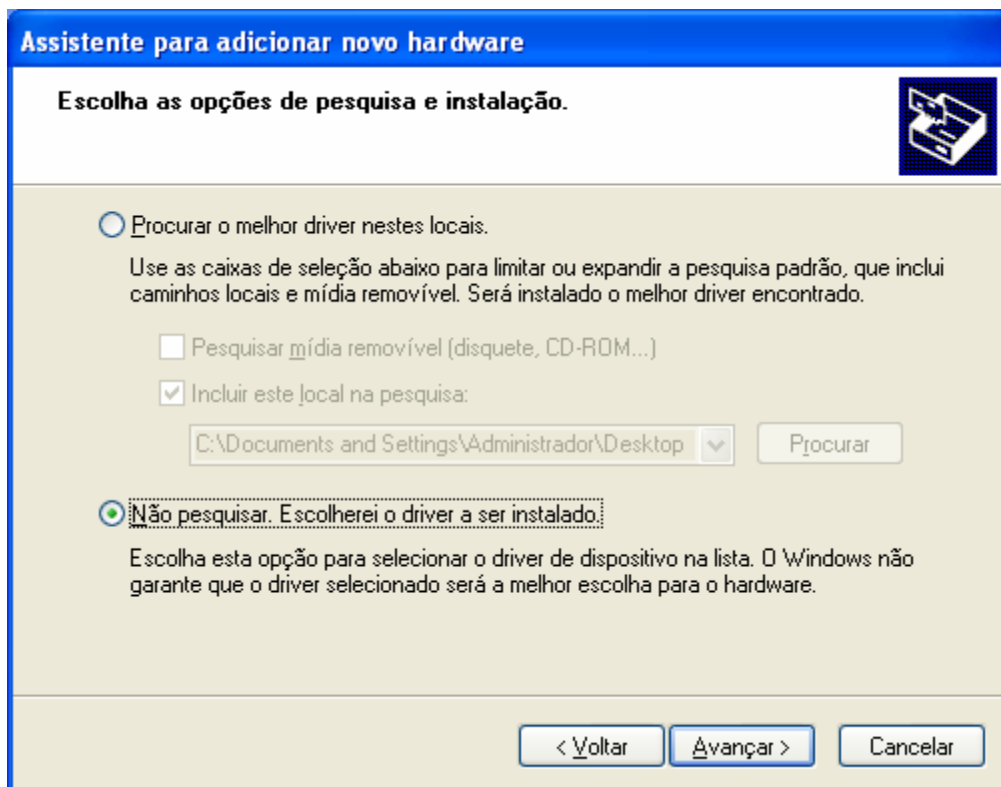 Assistente para adicionar novo hardware
Escolha as opções de pesquisa e instalação.
Procurar o melhor driver nestes locais.
Use as caixas de seleção abaixo para limitar ou expandir a pesquisa padrão, que inclui
caminhos locais e mídia removível. Será instalado o melhor driver encontrado.
Pesquisar mídia removível (disquete, CD-ROM...)
Incluir este local na pesquisa:
C:\Documents and Settings\Administrador\Desktop
Procurar
Não pesquisar. Escolherei o driver a ser instalado.
Escolha esta opção para selecionar o driver de dispositivo na lista. O Windows não
garante que o driver selecionado será a melhor escolha para o hardware.
< Voltar
Avançar >
Cancelar